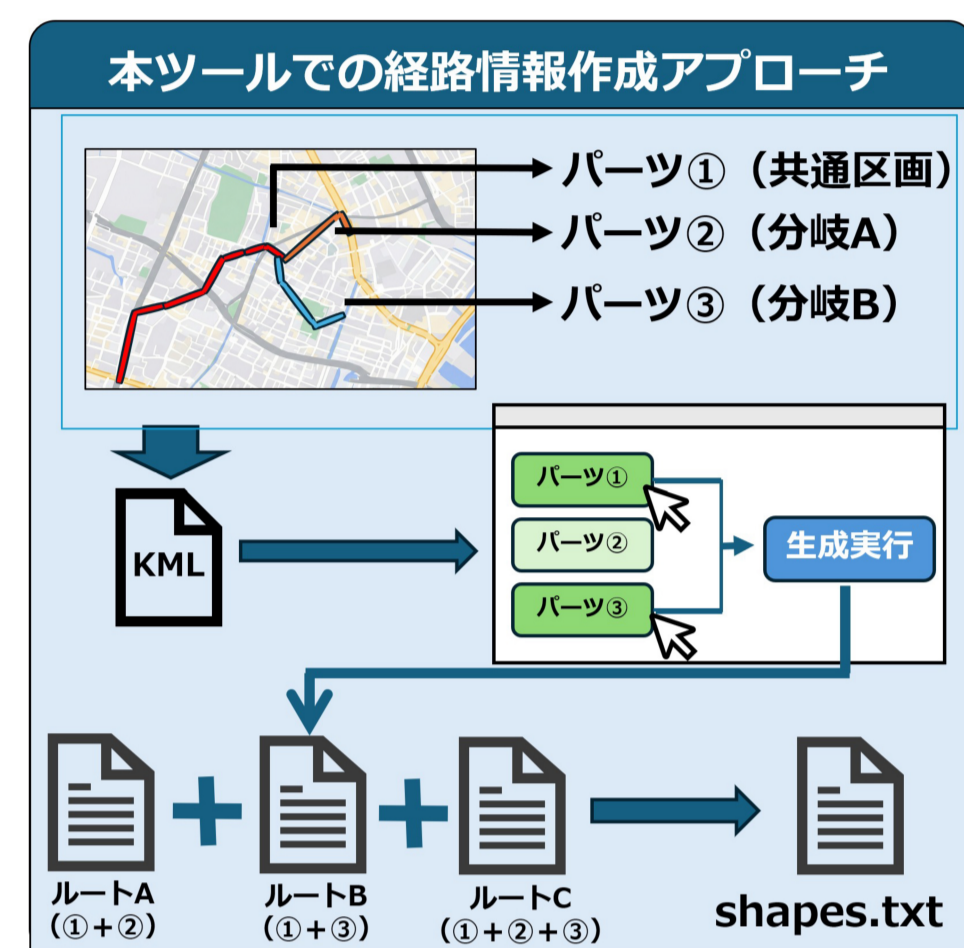 本ツールでの経路情報作成アプローチ
パーツ①（共通区画）
パーツ②（分岐A）
パーツ③（分岐B）
KML
パーツ①
パーツ②
パーツ③
生成実行
ルートA
（①+②）
ルートB
（①+③）
ルートC
（①+②+③）
shapes.txt